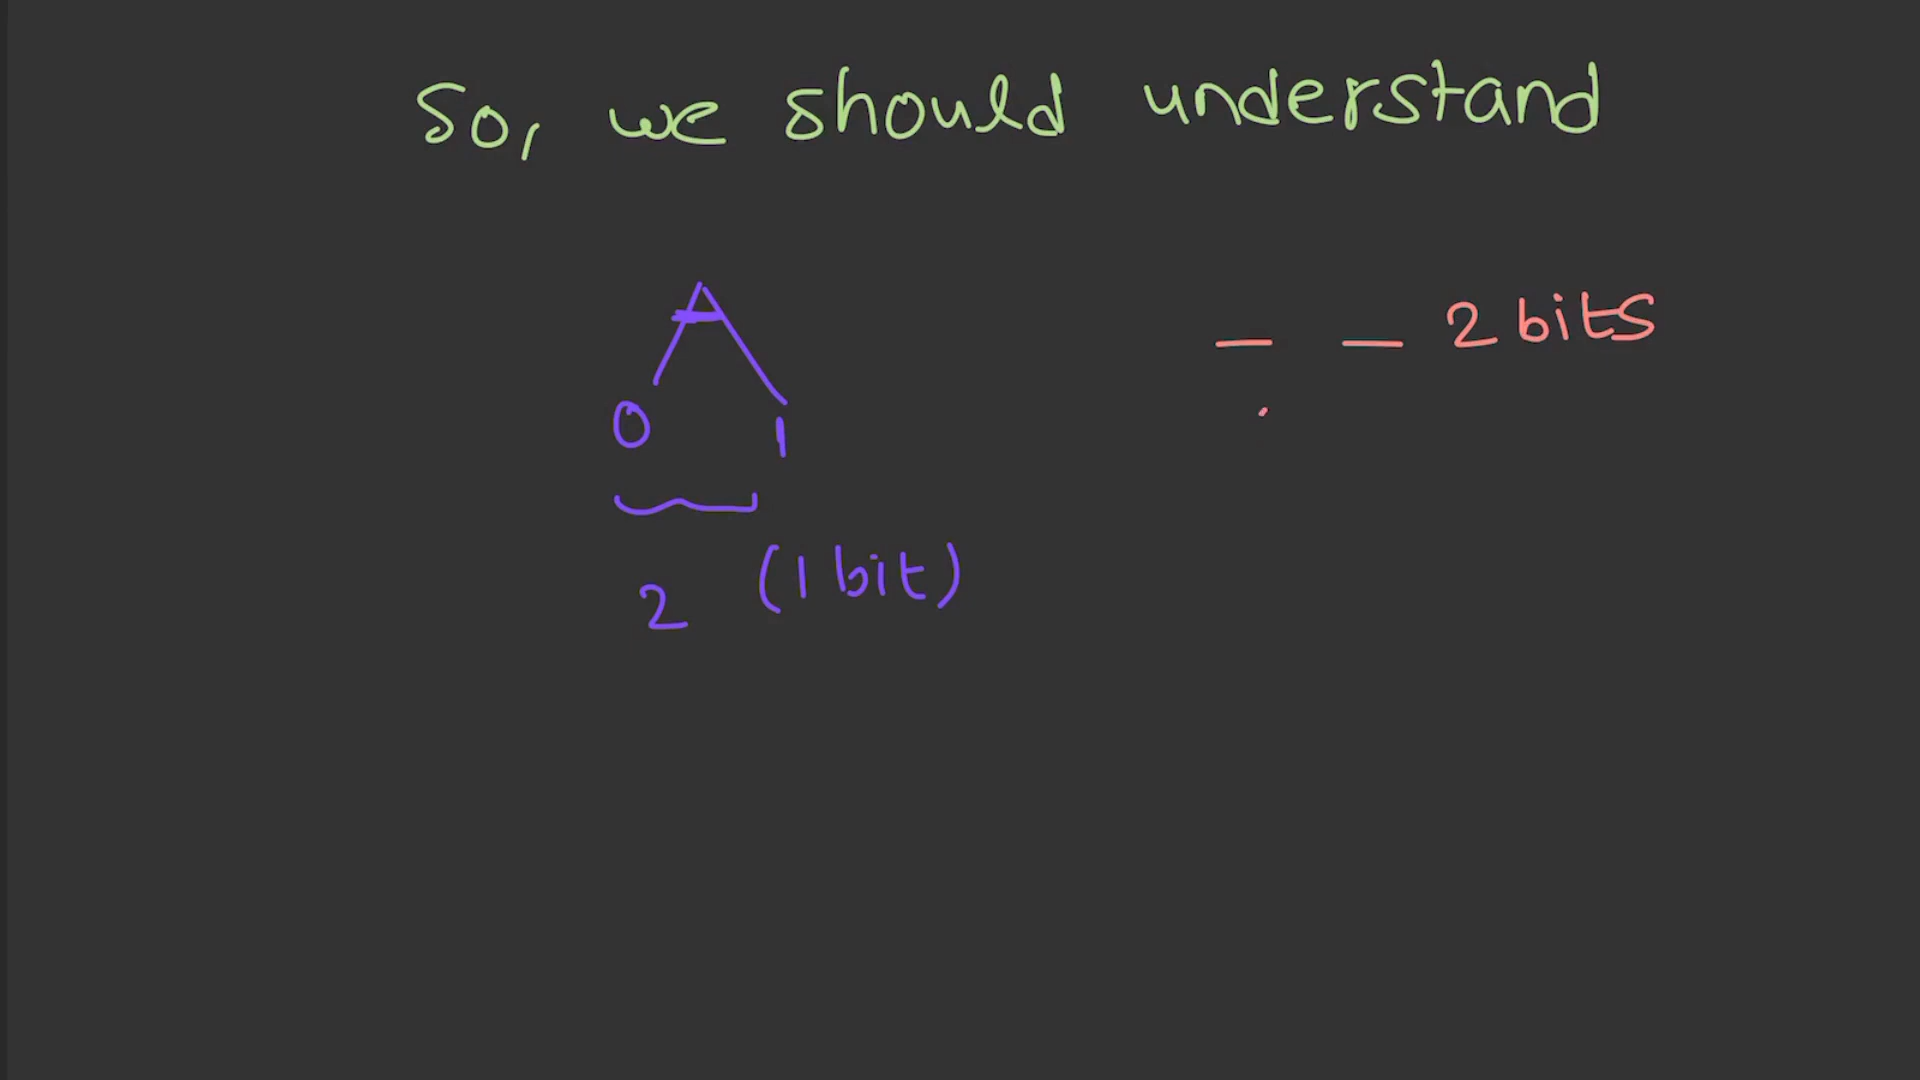 So, we should understand
— — 2 bits
0 1
2 (1 bit)